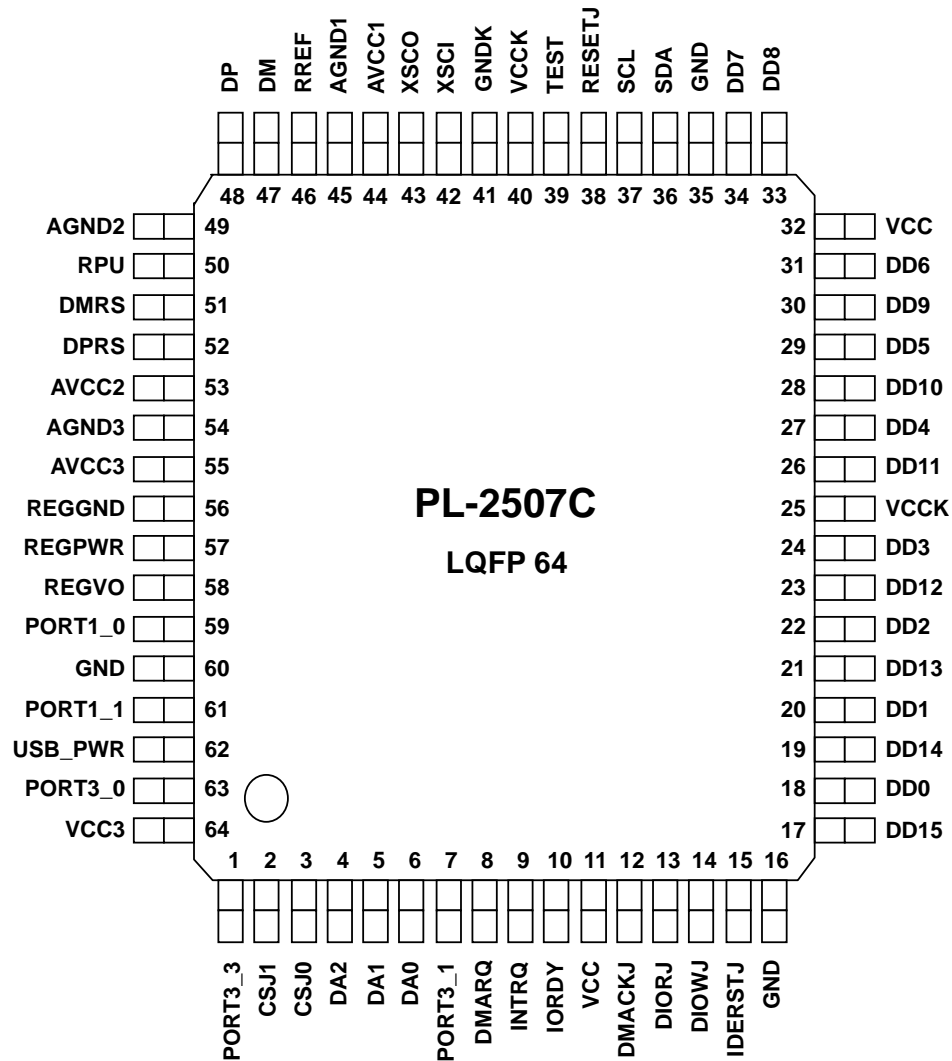 DP DM RREF AGND1 AVCC1 XSCO XSCI GNDK VCCK TEST RESETJ SCL SDA GND DD7 DD8
48 47 46 45 44 43 42 41 40 39 38 37 36 35 34 33
AGND2 49 32 VCC
RPU 50 31 DD6
DMRS 51 30 DD9
DPRS 52 29 DD5
AVCC2 53 28 DD10
AGND3 54 27 DD4
AVCC3 55 26 DD11
REGGND 56 25 VCCK
REGPWR 57 24 DD3
REGVO 58 23 DD12
PORT1_0 59 22 DD2
GND 60 21 DD13
PORT1_1 61 20 DD1
USB_PWR 62 19 DD14
PORT3_0 63 18 DD0
VCC3 64 17 DD15
PL-2507C
LQFP 64
1 2 3 4 5 6 7 8 9 10 11 12 13 14 15 16
PORT3_3 CSJ1 CSJ0 DA2 DA1 DA0 PORT3_1 DMARQ INTRQ IORDY VCC DMACKJ DIORJ DIOWJ IDERSTJ GND